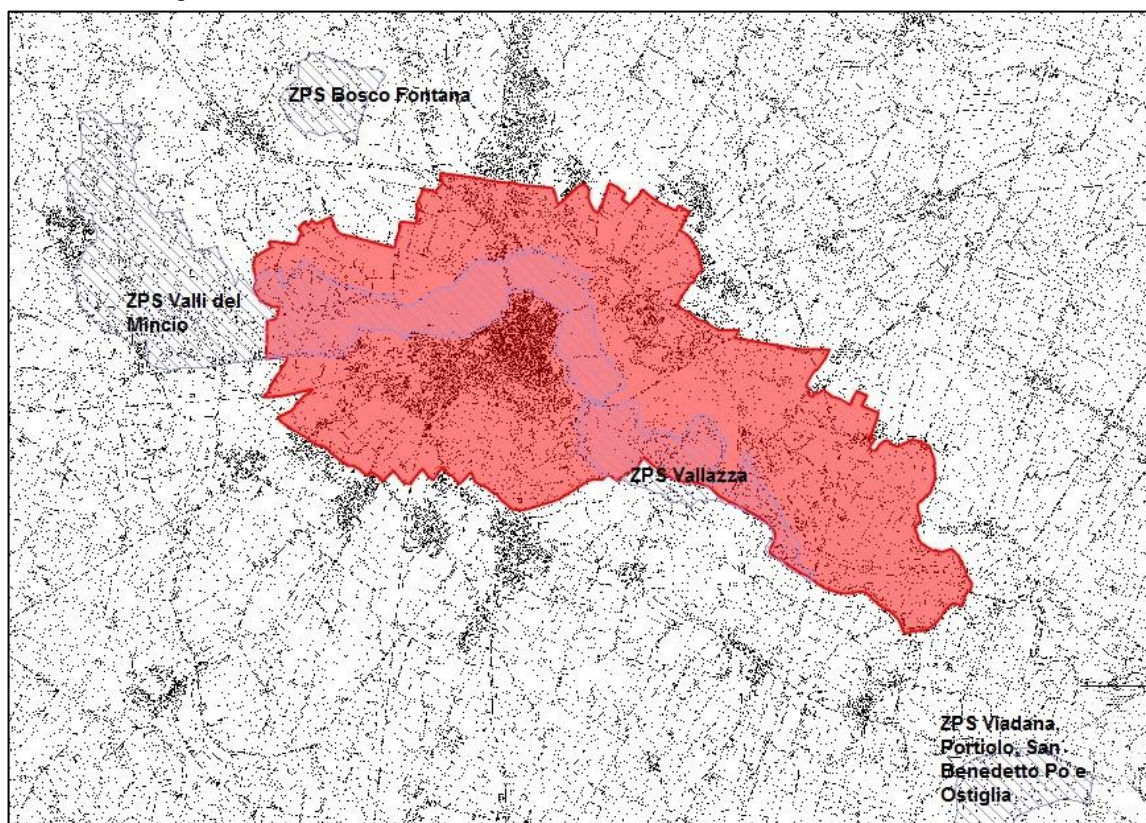 ZPS Bosco Fontana
ZPS Valli del
Mincio
ZPS Vallazza
ZPS Viadana,
Portiolo, San
Benedetto Po e
Ostiglia